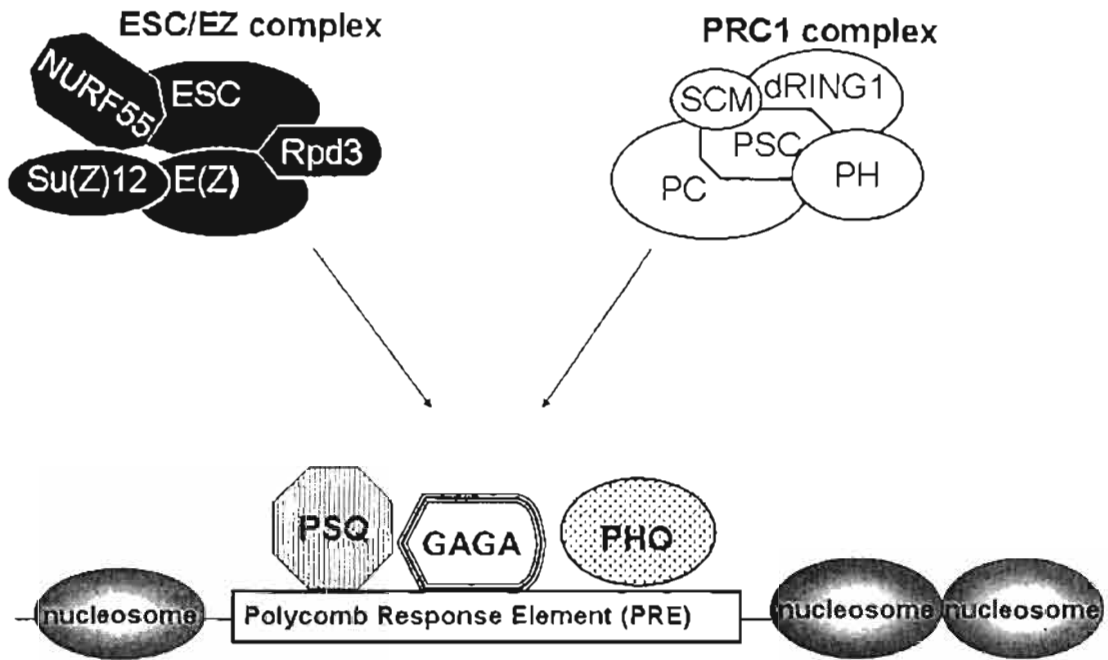 ESC/EZ complex
PRC1 complex
NURF55
ESC
Rpd3
Su(Z)12
E(Z)
SCM
dRING1
PSC
PC
PH
PSQ
GAGA
PHO
nucleosome
Polycomb Response Element (PRE)
nucleosome
nucleosome